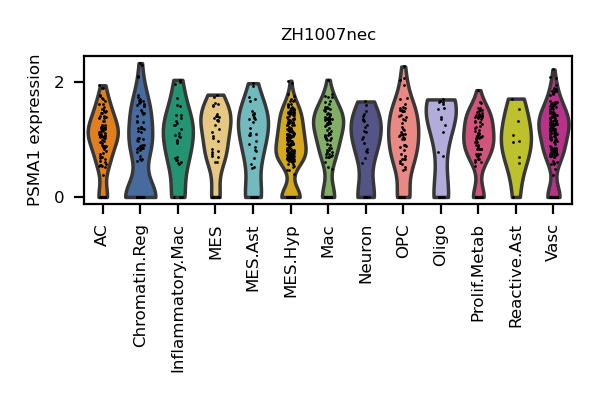 ZH1007nec
PSMA1 expression
2
0
AC
Chromatin.Reg
Inflammatory.Mac
MES
MES.Ast
MES.Hyp
Mac
Neuron
OPC
Oligo
Prolif.Metab
Reactive.Ast
Vasc